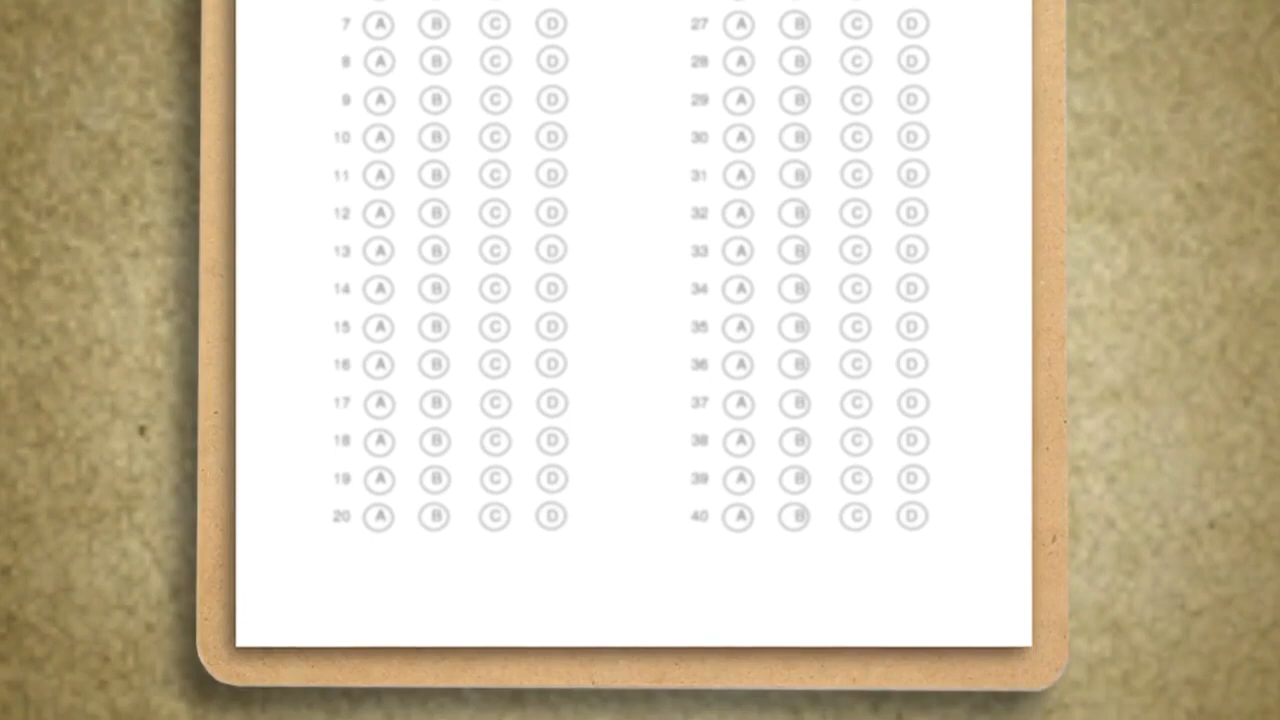 7 A B C D 27 A B C D
8 A B C D 28 A B C D
9 A B C D 29 A B C D
10 A B C D 30 A B C D
11 A B C D 31 A B C D
12 A B C D 32 A B C D
13 A B C D 33 A B C D
14 A B C D 34 A B C D
15 A B C D 35 A B C D
16 A B C D 36 A B C D
17 A B C D 37 A B C D
18 A B C D 38 A B C D
19 A B C D 39 A B C D
20 A B C D 40 A B C D